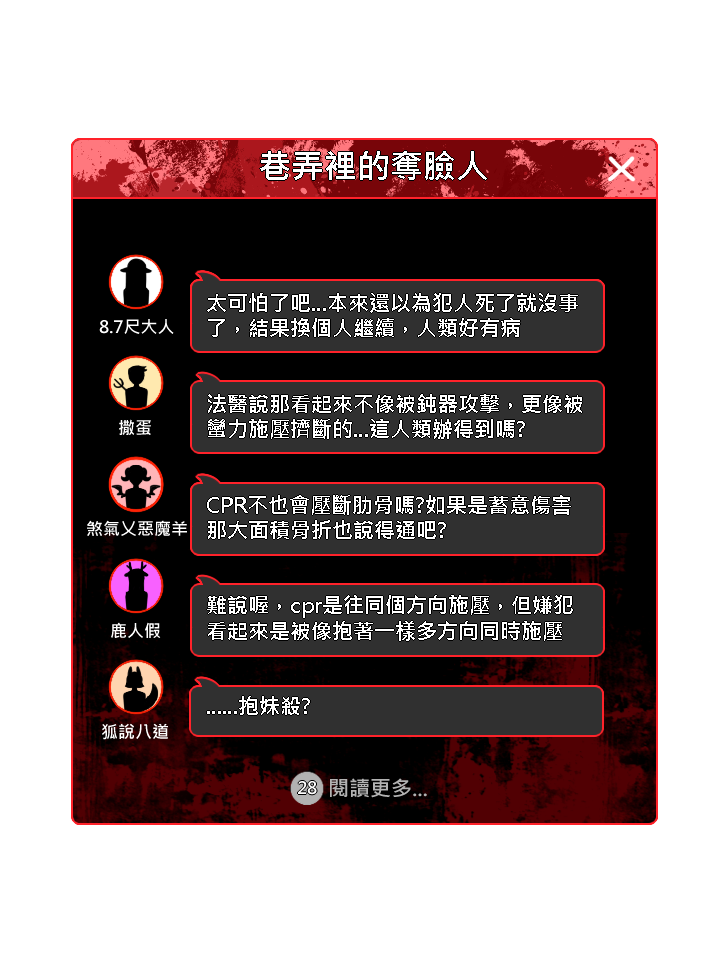 巷弄裡的奪臉人
8.7尺大人
太可怕了吧...本來還以為犯人死了就沒事
了，結果換個人繼續，人類好有病
撒蛋
法醫說那看起來不像被鈍器攻擊，更像被
蠻力施壓擠斷的...這人類辦得到嗎?
煞氣乂惡魔羊
CPR不也會壓斷肋骨嗎?如果是蓄意傷害
那大面積骨折也說得通吧?
鹿人假
難說喔，cpr是往同個方向施壓，但嫌犯
看起來是被像抱著一樣多方向同時施壓
狐說八道
......抱妹殺?
28 閱讀更多...